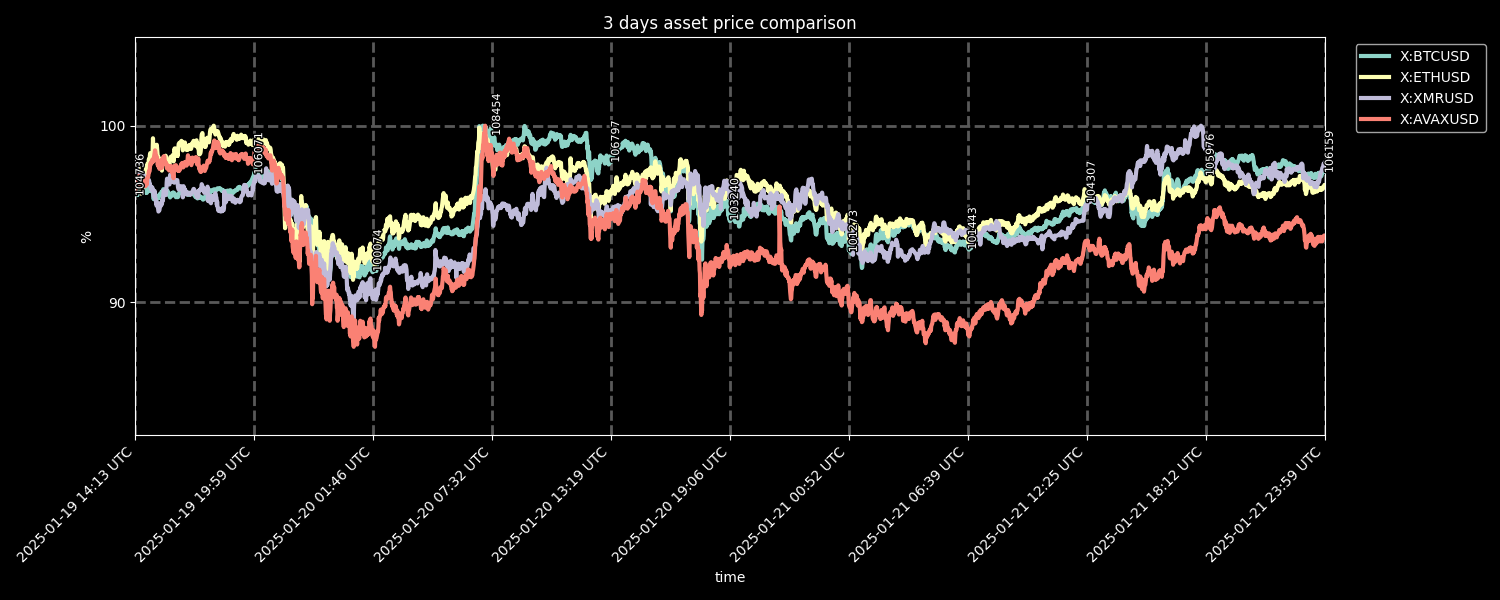 3 days asset price comparison
X:BTCUSD
X:ETHUSD
X:XMRUSD
X:AVAXUSD
100
90
%
104736
106071
100074
108454
106797
103240
101273
101443
104307
105976
106159
2025-01-19 14:13 UTC
2025-01-19 19:59 UTC
2025-01-20 01:46 UTC
2025-01-20 07:32 UTC
2025-01-20 13:19 UTC
2025-01-20 19:06 UTC
2025-01-21 00:52 UTC
2025-01-21 06:39 UTC
2025-01-21 12:25 UTC
2025-01-21 18:12 UTC
2025-01-21 23:59 UTC
time